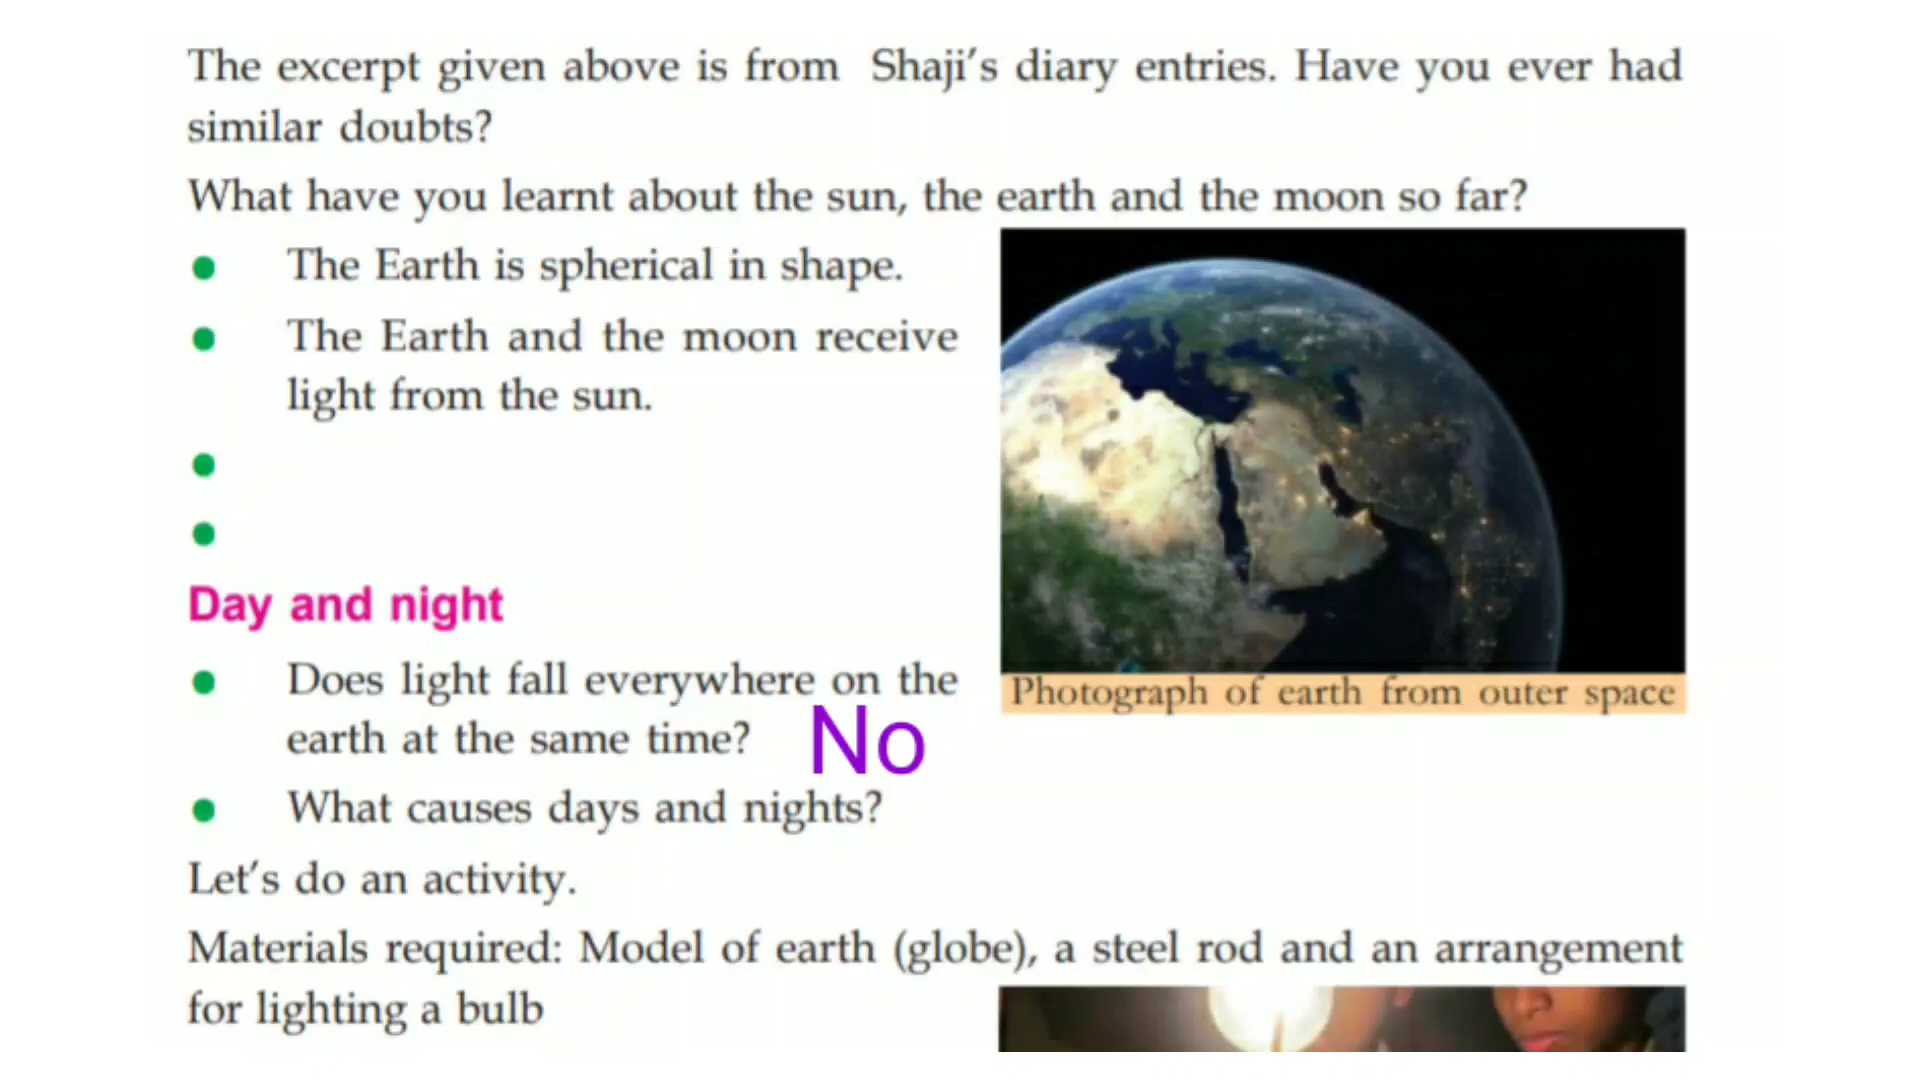 The excerpt given above is from Shaji's diary entries. Have you ever had
similar doubts?
What have you learnt about the sun, the earth and the moon so far?
● The Earth is spherical in shape.
● The Earth and the moon receive
light from the sun.
●
●
Photograph of earth from outer space
Day and night
● Does light fall everywhere on the
earth at the same time? No
● What causes days and nights?
Let's do an activity.
Materials required: Model of earth (globe), a steel rod and an arrangement
for lighting a bulb